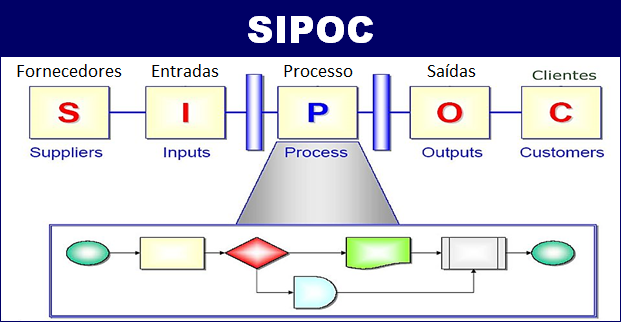 SIPOC
Fornecedores Entradas Processo Saídas Clientes
S I P O C
Suppliers Inputs Process Outputs Customers